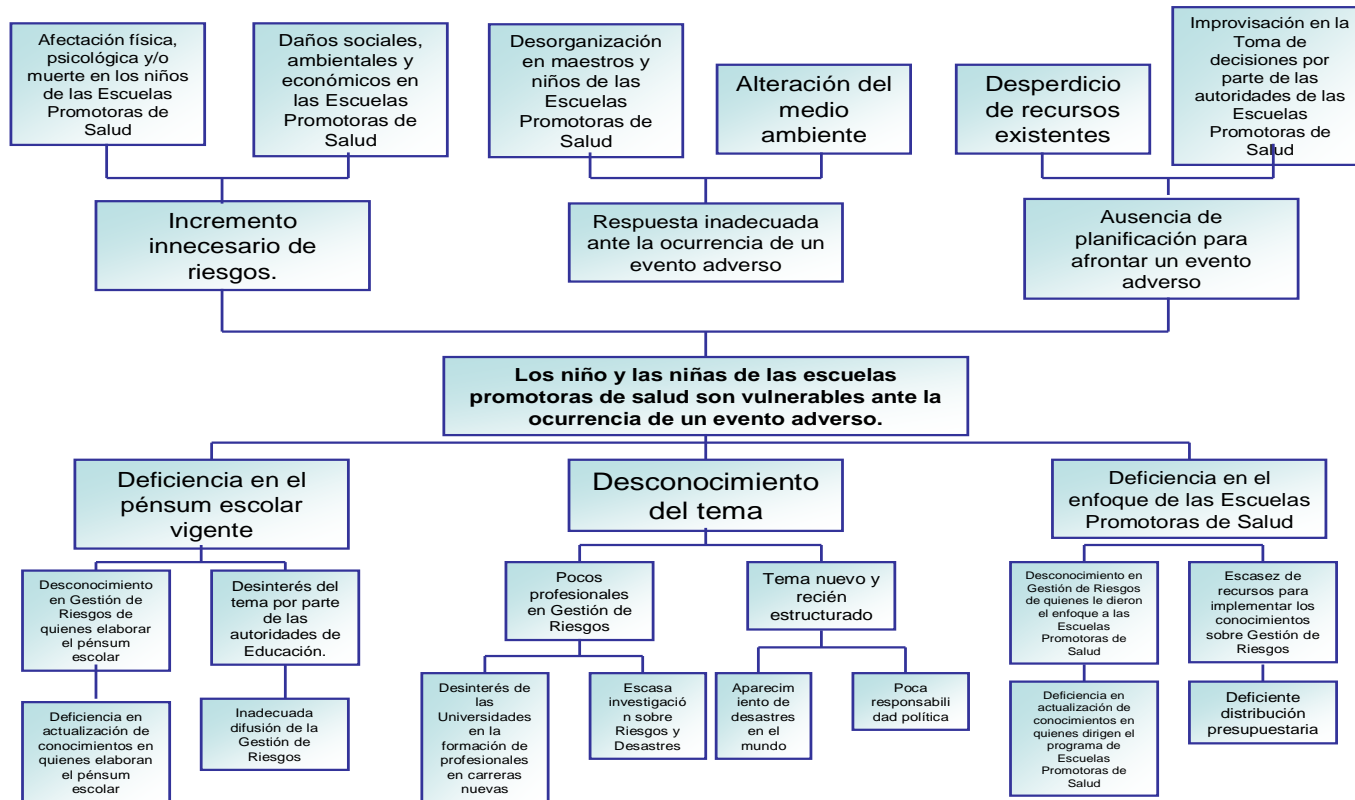 Afectación física,
psicológica y/o
muerte en los niños
de las Escuelas
Promotoras de
Salud
Daños sociales,
ambientales y
económicos en
las Escuelas
Promotoras de
Salud
Desorganización
en maestros y
niños de las
Escuelas
Promotoras de
Salud
Alteración del
medio
ambiente
Desperdicio
de recursos
existentes
Improvisación en la
Toma de
decisiones por
parte de las
autoridades de las
Escuelas
Promotoras de
Salud
Incremento
innecesario de
riesgos.
Respuesta inadecuada
ante la ocurrencia de un
evento adverso
Ausencia de
planificación para
afrontar un evento
adverso
Los niño y las niñas de las escuelas
promotoras de salud son vulnerables ante la
ocurrencia de un evento adverso.
Deficiencia en el
pénsum escolar
vigente
Desconocimiento
del tema
Deficiencia en el
enfoque de las Escuelas
Promotoras de Salud
Desconocimiento
en Gestión de
Riesgos de
quienes elaborar
el pénsum
escolar
Desinterés del
tema por parte
de las
autoridades de
Educación.
Pocos
profesionales
en Gestión de
Riesgos
Tema nuevo y
recién
estructurado
Desconocimiento en
Gestión de Riesgos
de quienes le dieron
el enfoque a las
Escuelas
Promotoras de
Salud
Escasez de
recursos para
implementar los
conocimientos
sobre Gestión de
Riesgos
Deficiencia en
actualización de
conocimientos en
quienes elaboran
el pénsum
escolar
Inadecuada
difusión de la
Gestión de
Riesgos
Desinterés de
las
Universidades
en la
formación de
profesionales
en carreras
nuevas
Escasa
investigació
n sobre
Riesgos y
Desastres
Aparecim
iento de
desastres
en el
mundo
Poca
responsabili
dad política
Deficiencia en
actualización de
conocimientos en
quienes dirigen el
programa de
Escuelas
Promotoras de
Salud
Deficiente
distribución
presupuestaria